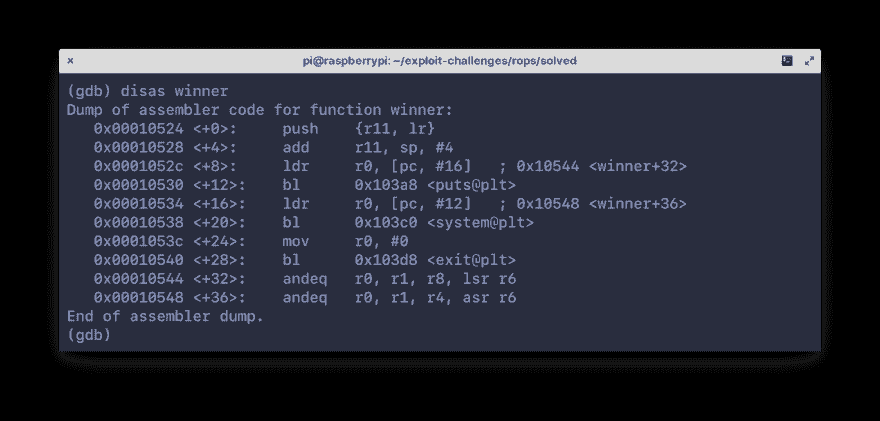 × pi@raspberrypi: ~/exploit-challenges/rops/solved
(gdb) disas winner
Dump of assembler code for function winner:
   0x00010524 <+0>:     push    {r11, lr}
   0x00010528 <+4>:     add     r11, sp, #4
   0x0001052c <+8>:     ldr     r0, [pc, #16]   ; 0x10544 <winner+32>
   0x00010530 <+12>:    bl      0x103a8 <puts@plt>
   0x00010534 <+16>:    ldr     r0, [pc, #12]   ; 0x10548 <winner+36>
   0x00010538 <+20>:    bl      0x103c0 <system@plt>
   0x0001053c <+24>:    mov     r0, #0
   0x00010540 <+28>:    bl      0x103d8 <exit@plt>
   0x00010544 <+32>:    andeq   r0, r1, r8, lsr r6
   0x00010548 <+36>:    andeq   r0, r1, r4, asr r6
End of assembler dump.
(gdb)